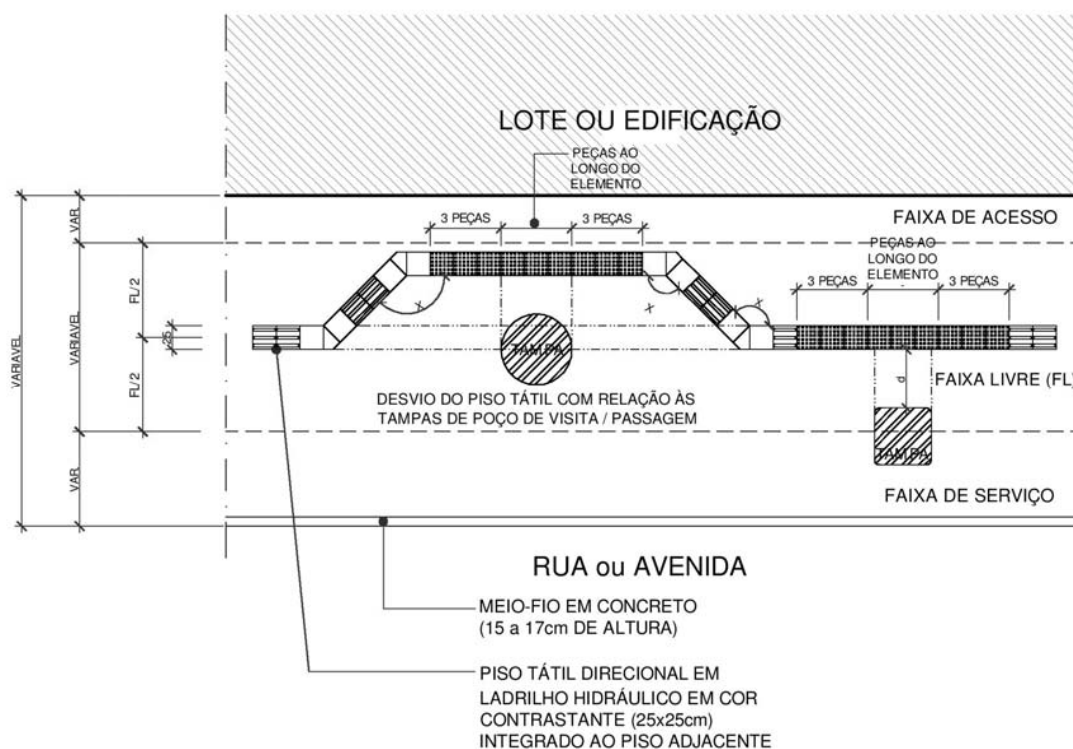 LOTE OU EDIFICAÇÃO
PEÇAS AO
LONGO DO
ELEMENTO
3 PEÇAS
3 PEÇAS
FAIXA DE ACESSO
PEÇAS AO
LONGO DO
ELEMENTO
3 PEÇAS
3 PEÇAS
VAR
FL/2
25
FL/2
VARIAVEL
VARIAVEL
VAR
X
X
X
TAMPA
d
DESVIO DO PISO TÁTIL COM RELAÇÃO ÀS
TAMPAS DE POÇO DE VISITA / PASSAGEM
FAIXA LIVRE (FL)
TAMPA
FAIXA DE SERVIÇO
RUA ou AVENIDA
MEIO-FIO EM CONCRETO
(15 a 17cm DE ALTURA)
PISO TÁTIL DIRECIONAL EM
LADRILHO HIDRÁULICO EM COR
CONTRASTANTE (25x25cm)
INTEGRADO AO PISO ADJACENTE